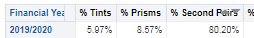 Financial Yea % Tints % Prisms % Second Pairs % 
2019/2020 5.97% 8.57% 80.20%